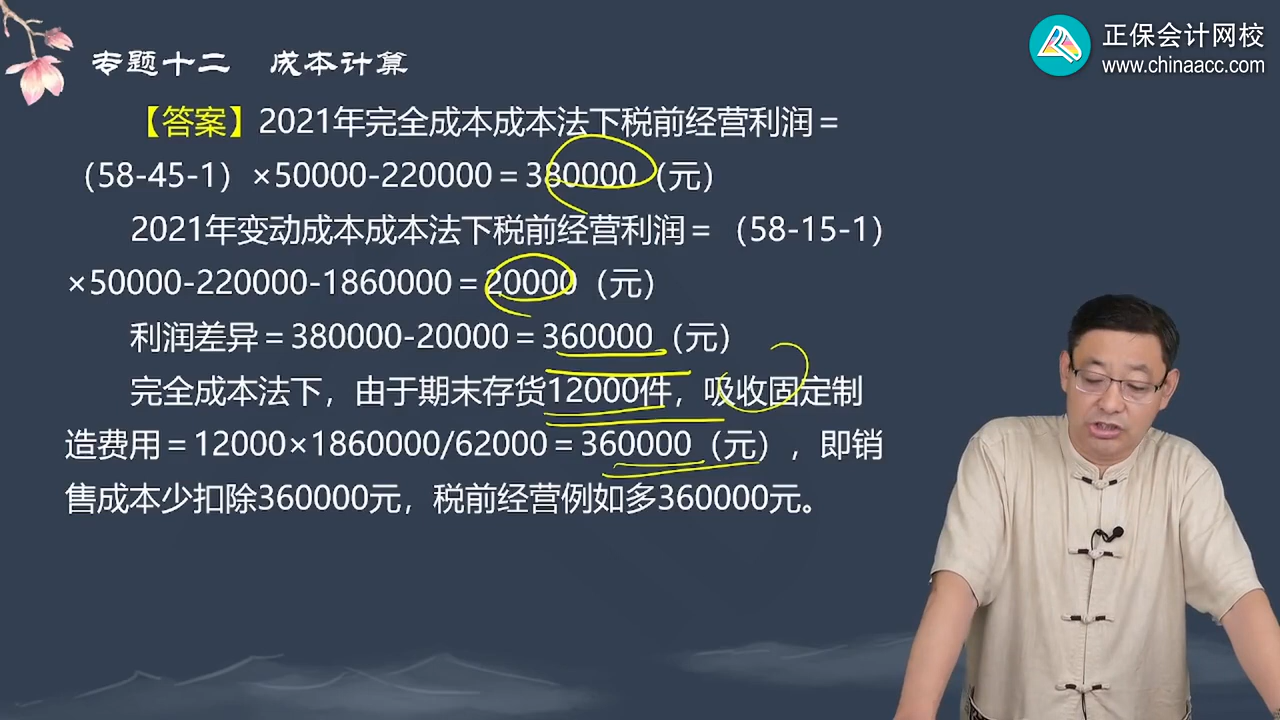 专题十二 成本计算
正保会计网校
www.chinaacc.com
【答案】2021年完全成本成本法下税前经营利润＝
（58-45-1）×50000-220000＝380000（元）
2021年变动成本成本法下税前经营利润＝（58-15-1）
×50000-220000-1860000＝20000（元）
利润差异＝380000-20000＝360000（元）
完全成本法下，由于期末存货12000件，吸收固定制
造费用＝12000×1860000/62000＝360000（元），即销
售成本少扣除360000元，税前经营例如多360000元。